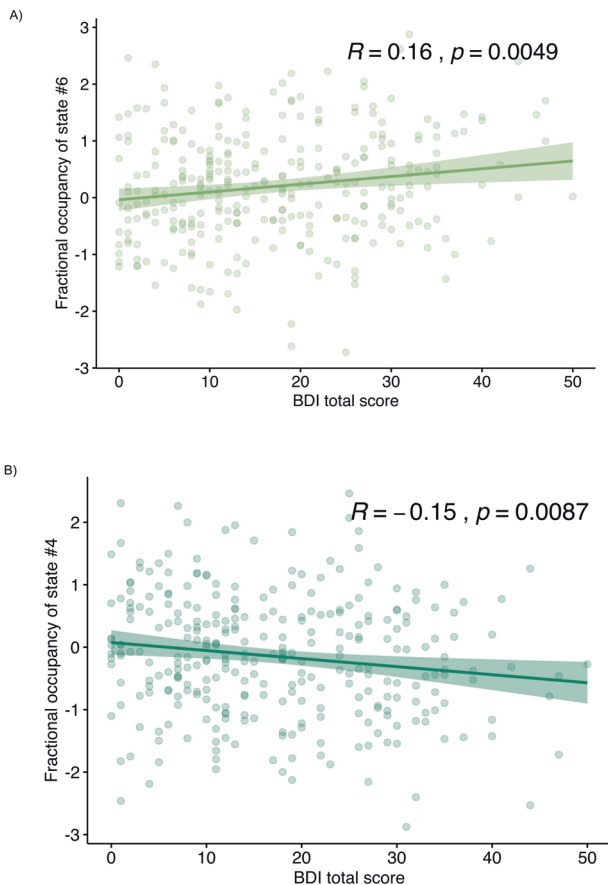 A)
R = 0.16 , p = 0.0049
3
2
1
0
-1
-2
-3
Fractional occupancy of state #6
0 10 20 30 40 50
BDI total score
B)
R = −0.15 , p = 0.0087
2
1
0
-1
-2
-3
Fractional occupancy of state #4
0 10 20 30 40 50
BDI total score